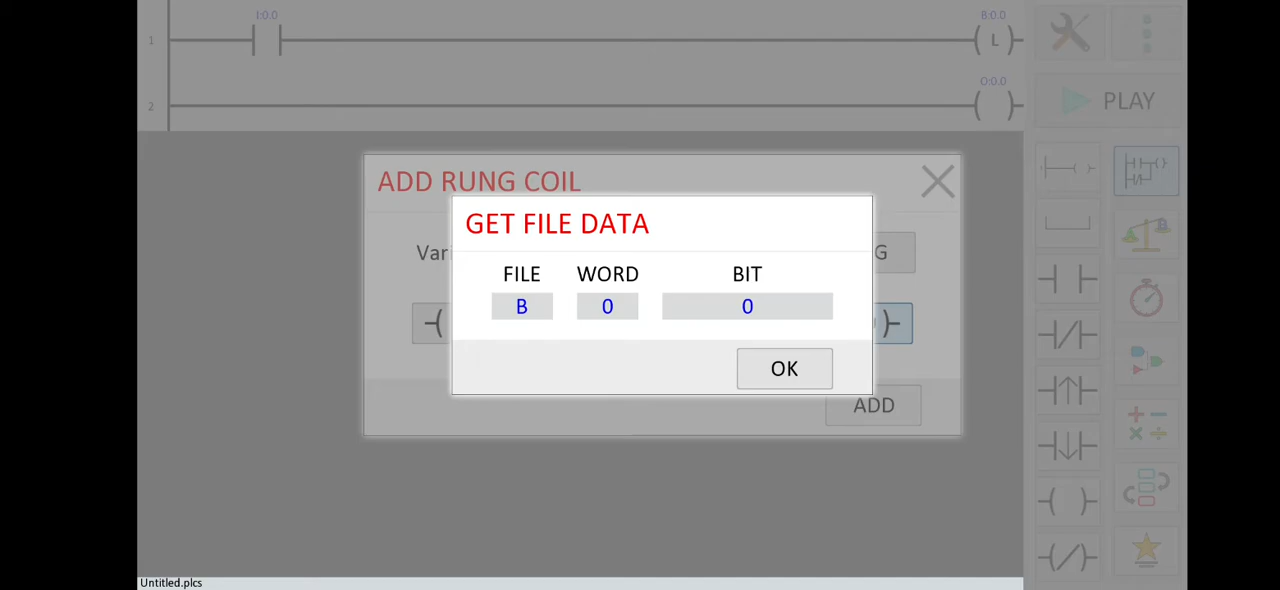 I:0.0
B:0.0
1
L
O:0.0
2
PLAY
ADD RUNG COIL
GET FILE DATA
Vari
G
FILE WORD BIT
B 0 0
OK
ADD
Untitled.plcs